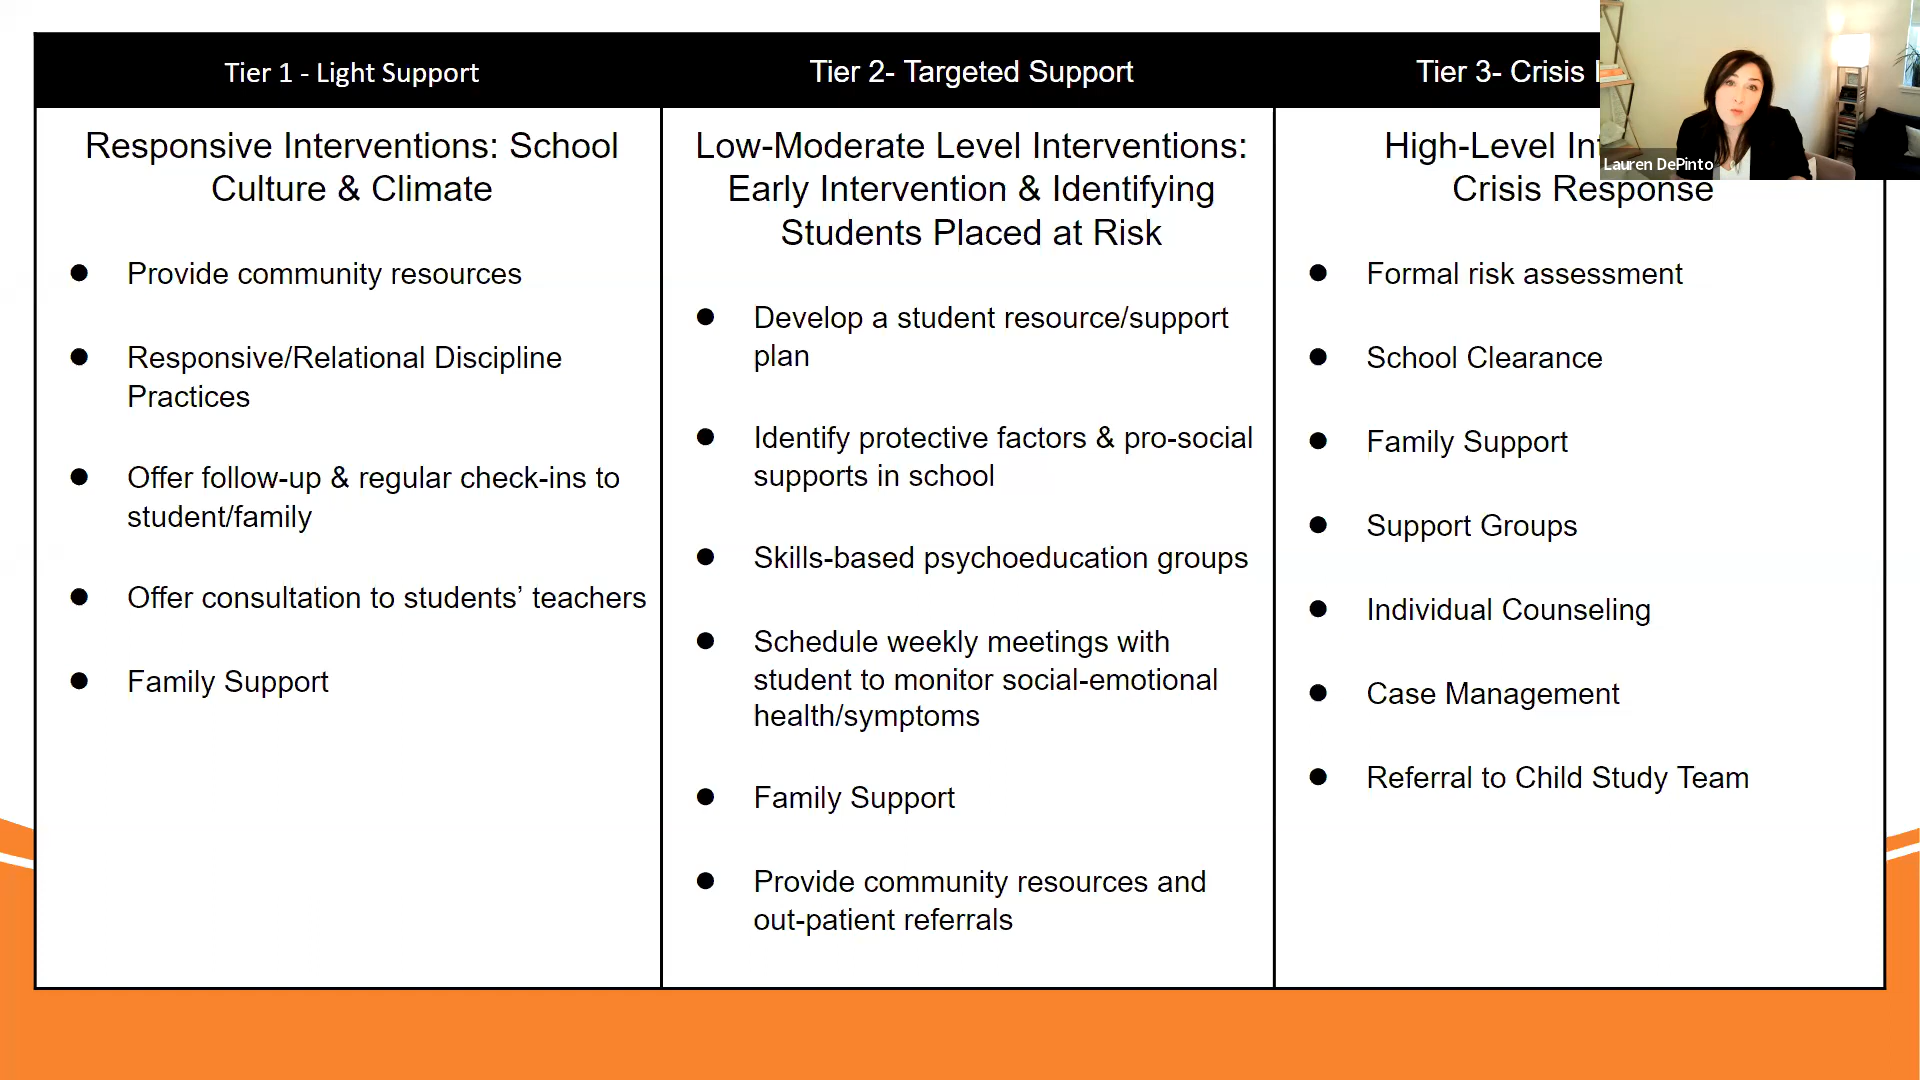 Tier 1 - Light Support
Responsive Interventions: School
Culture & Climate
● Provide community resources
● Responsive/Relational Discipline
Practices
● Offer follow-up & regular check-ins to
student/family
● Offer consultation to students’ teachers
● Family Support
Tier 2- Targeted Support
Low-Moderate Level Interventions:
Early Intervention & Identifying
Students Placed at Risk
● Develop a student resource/support
plan
● Identify protective factors & pro-social
supports in school
● Skills-based psychoeducation groups
● Schedule weekly meetings with
student to monitor social-emotional
health/symptoms
● Family Support
● Provide community resources and
out-patient referrals
Tier 3- Crisis
High-Level
Crisis Response
● Formal risk assessment
● School Clearance
● Family Support
● Support Groups
● Individual Counseling
● Case Management
● Referral to Child Study Team
Lauren DePinto